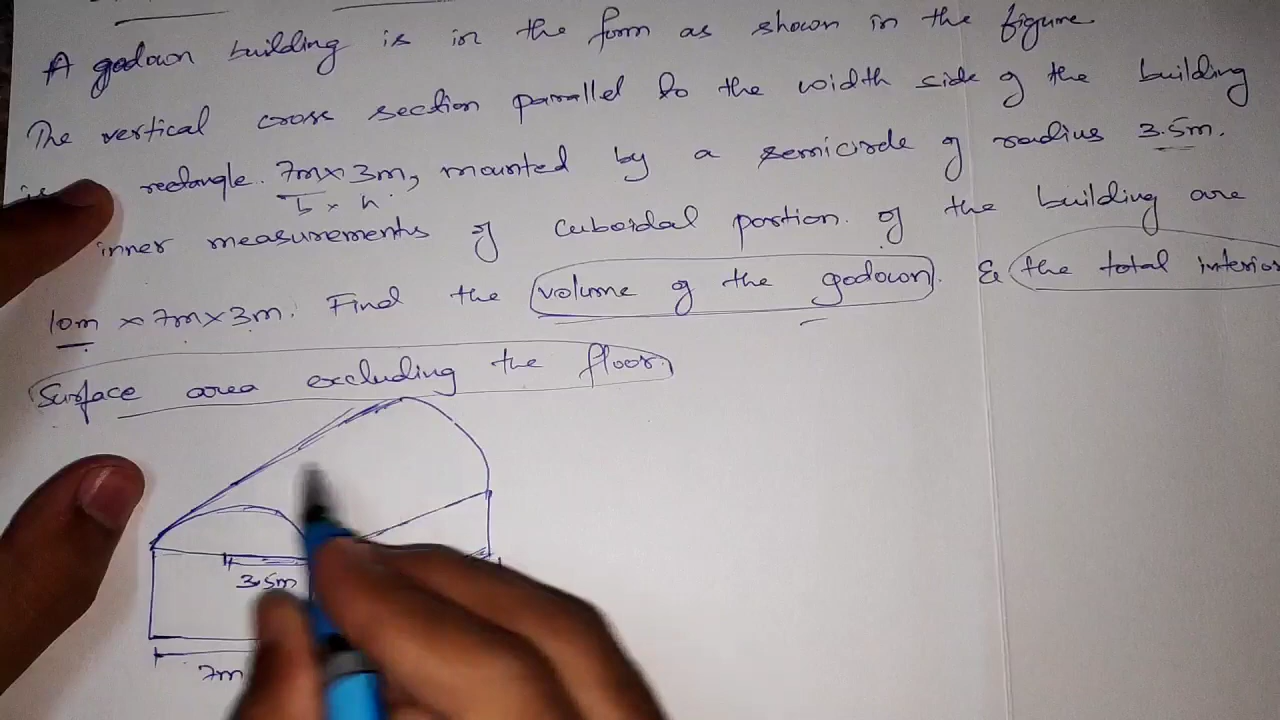 A godown building is in the form as shown in the figure.
The vertical cross section parallel to the width side of the building
rectangle. 7m × 3m, mounted by a semicircle of radius 3.5m.
b × h
inner measurements of cuboidal portion. of the building are
10m × 7m × 3m. Find the volume of the godown. & the total interior
Surface area excluding the floor.
3.5m
7m